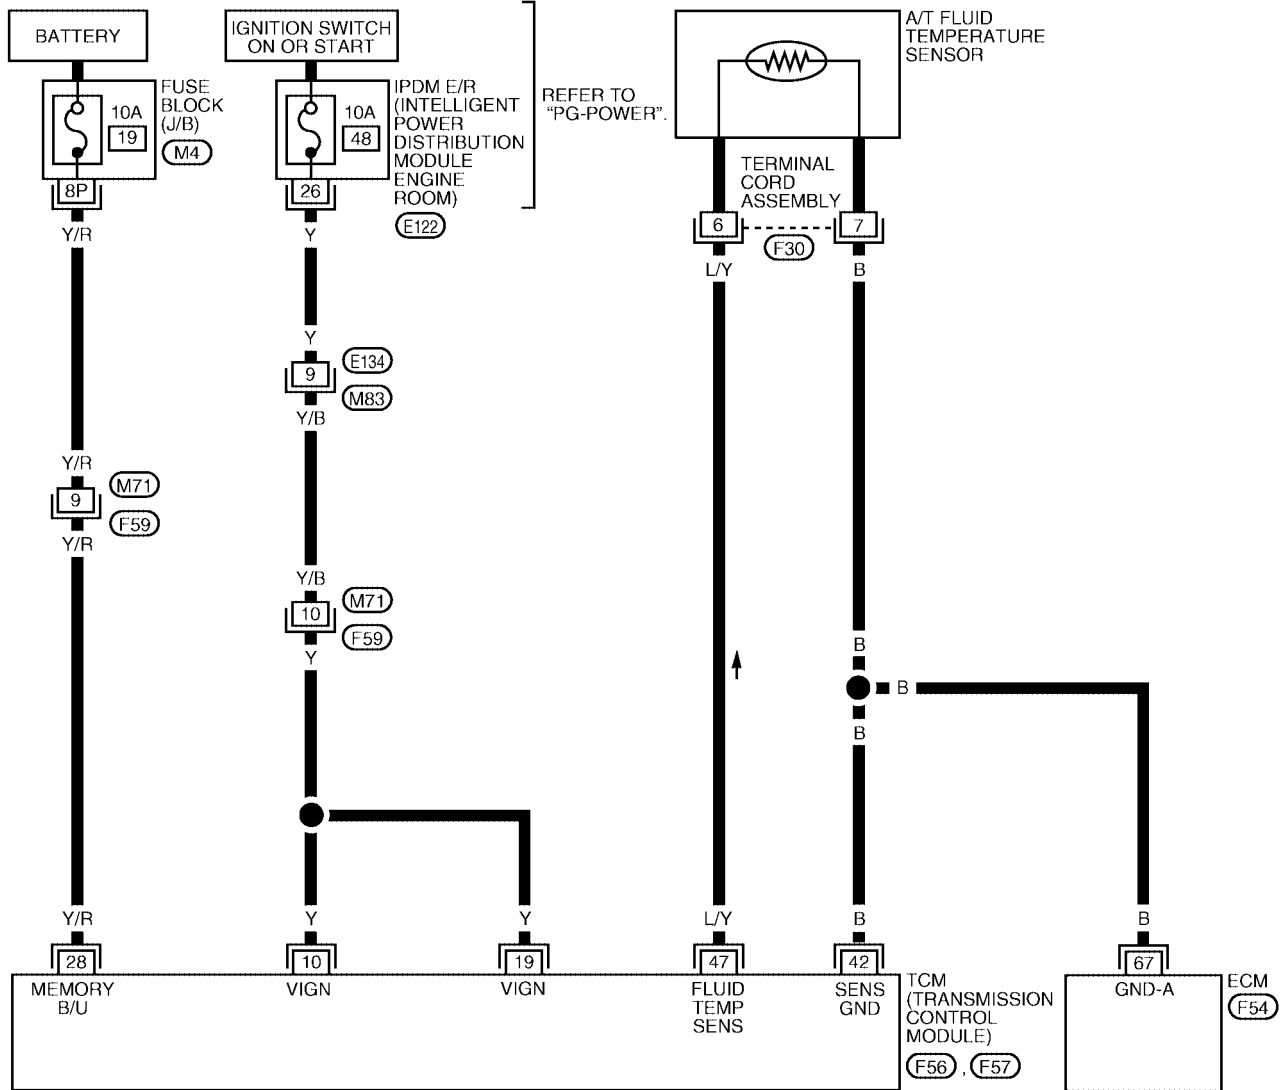 BATTERY
IGNITION SWITCH
ON OR START
A/T FLUID
TEMPERATURE
SENSOR
FUSE
BLOCK
(J/B)
M4
10A
19
8P
IPDM E/R
(INTELLIGENT
POWER
DISTRIBUTION
MODULE
ENGINE
ROOM)
E122
10A
48
26
REFER TO
"PG-POWER".
TERMINAL
CORD
ASSEMBLY
6
7
F30
Y/R
Y
L/Y
B
Y
9
E134
M83
Y/B
Y/R
9
M71
F59
Y/R
Y/B
10
M71
F59
Y
B
B
B
Y/R
Y
Y
L/Y
B
B
28
10
19
47
42
67
MEMORY
B/U
VIGN
VIGN
FLUID
TEMP
SENS
SENS
GND
TCM
(TRANSMISSION
CONTROL
MODULE)
F56 , F57
GND-A
ECM
F54